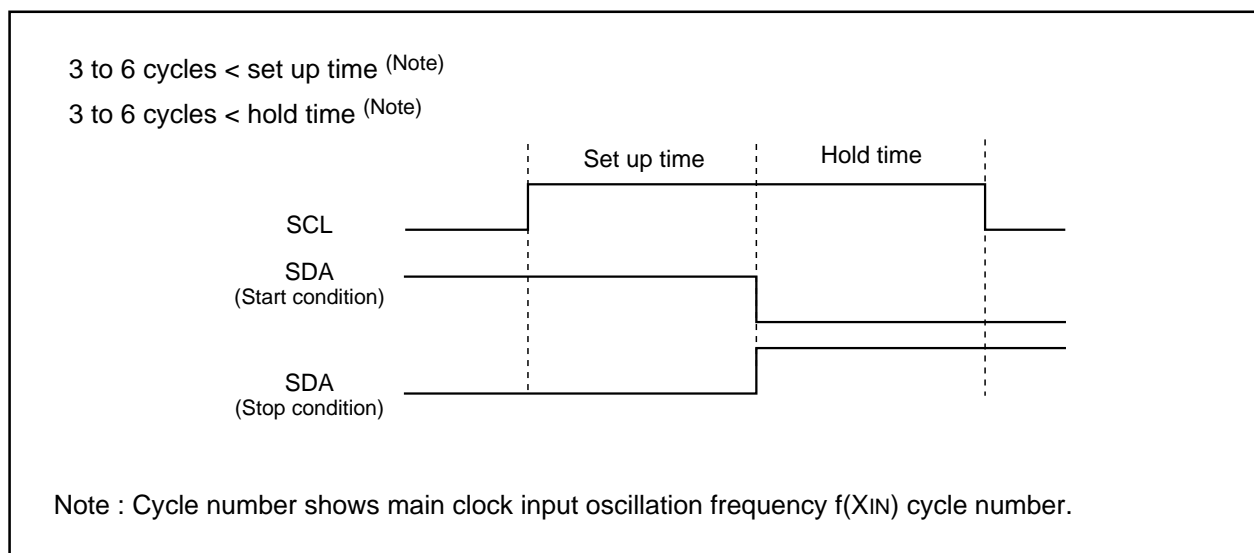 3 to 6 cycles < set up time (Note)
3 to 6 cycles < hold time (Note)
Set up time
Hold time
SCL
SDA
(Start condition)
SDA
(Stop condition)
Note : Cycle number shows main clock input oscillation frequency f(XIN) cycle number.